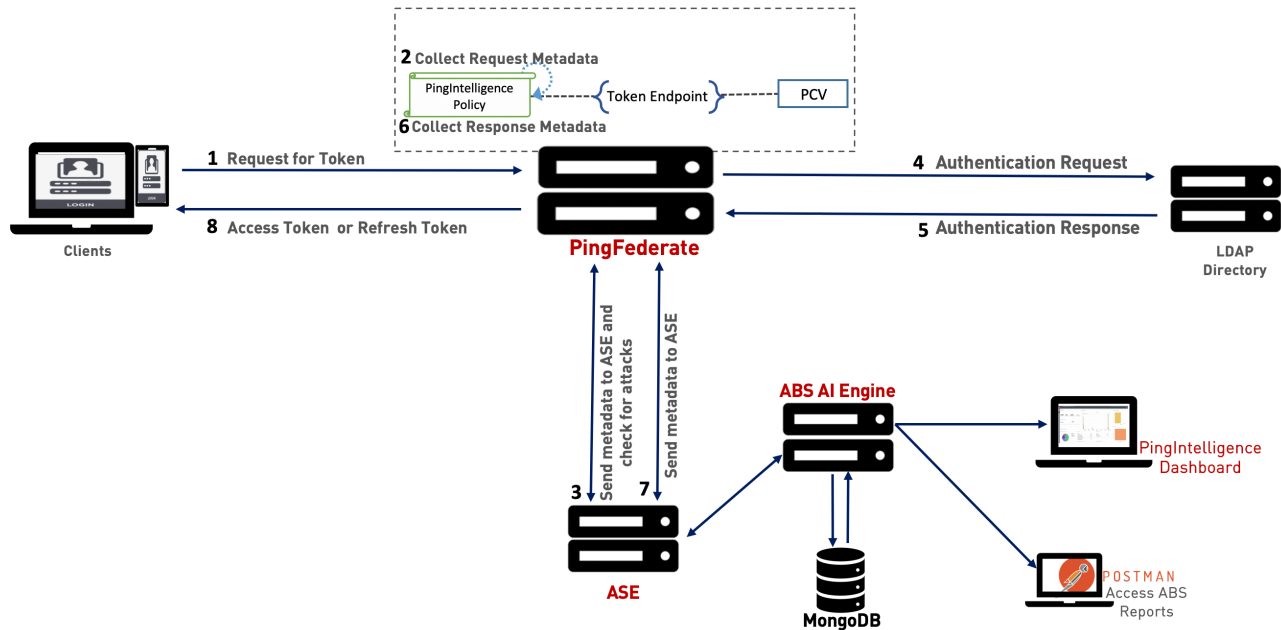 2 Collect Request Metadata
PingIntelligence
Policy
Token Endpoint
PCV
6 Collect Response Metadata
1 Request for Token
4 Authentication Request
LOGIN
LOGIN
8 Access Token or Refresh Token
5 Authentication Response
Clients
PingFederate
LDAP
Directory
Send metadata to ASE and
check for attacks
Send metadata to ASE
3
7
ABS AI Engine
PingIntelligence
Dashboard
ASE
MongoDB
POSTMAN
Access ABS
Reports